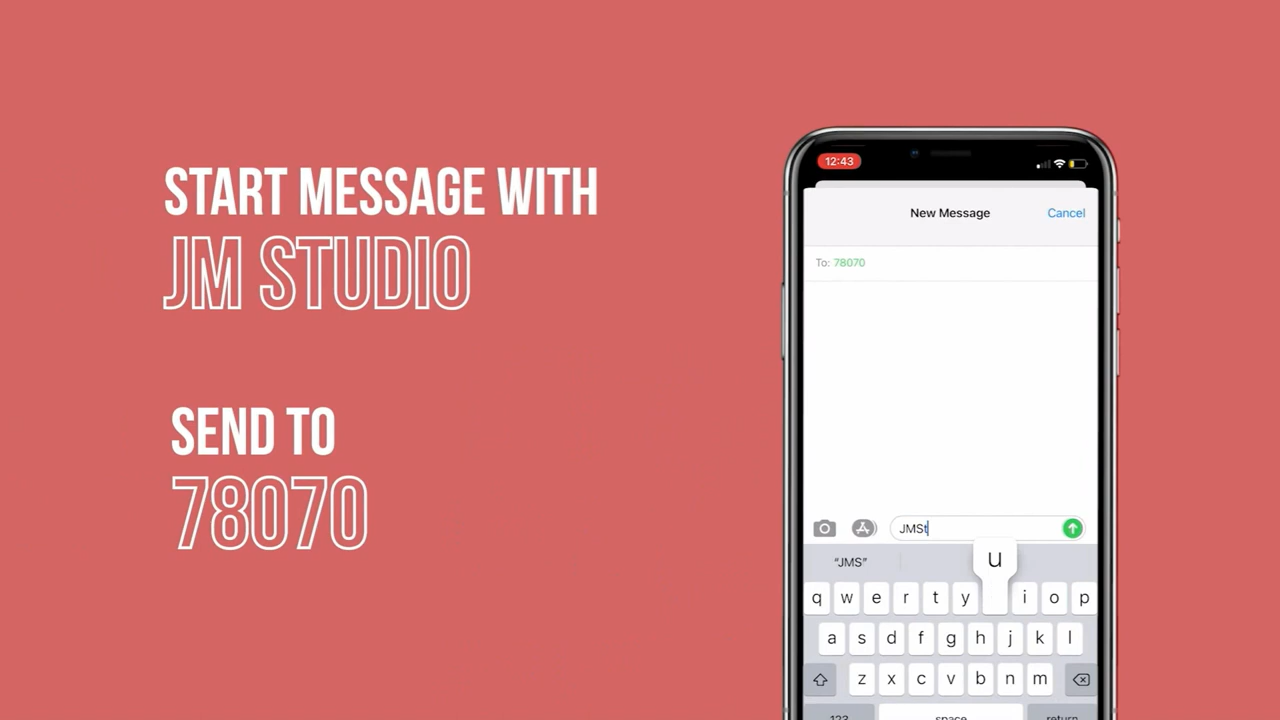 START MESSAGE WITH
JM STUDIO
SEND TO
78070
12:43
New Message
Cancel
To: 78070
JMSt
"JMS"
u
q w e r t y i o p
a s d f g h j k l
z x c v b n m
123 space return